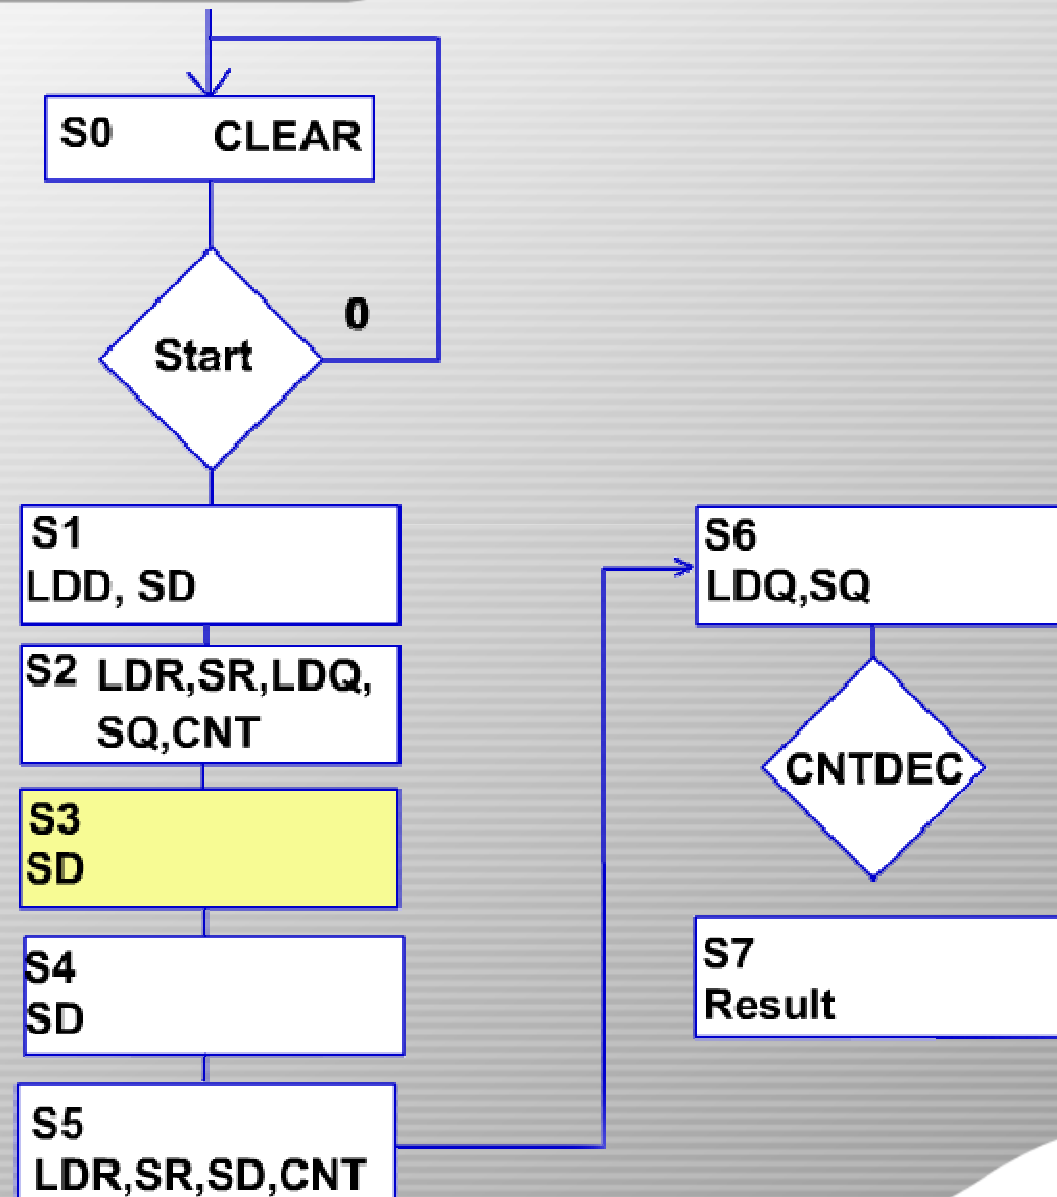 S0 CLEAR
0
Start
S1
LDD, SD
S2 LDR,SR,LDQ,
SQ,CNT
S3
SD
S4
SD
S5
LDR,SR,SD,CNT
S6
LDQ,SQ
CNTDEC
S7
Result